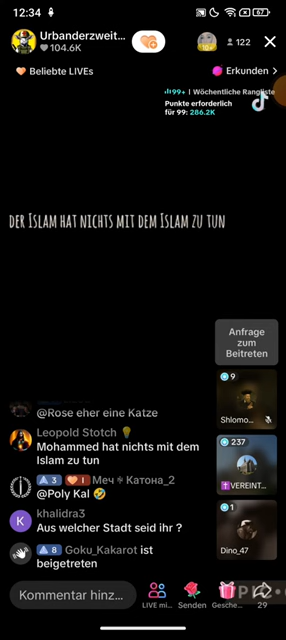 12:34
67
Urbanderzweit...
104.6K
122
Beliebte LIVEs
Erkunden >
99+ | Wöchentliche Rangliste
Punkte erforderlich
für 99: 286.2K
DER ISLAM HAT NICHTS MIT DEM ISLAM ZU TUN
Anfrage
zum
Beitreten
9
Shlomo...
@Rose eher eine Katze
Leopold Stotch
Mohammed hat nichts mit dem
Islam zu tun
237
VEREINT...
3 1 Меч Катона_2
@Poly Kal 🤣
K khalidra3
Aus welcher Stadt seid ihr ?
1
Dino_47
8 Goku_Kakarot ist
beigetreten
Kommentar hinz...
LIVE mi...
Senden
Gesche...
29